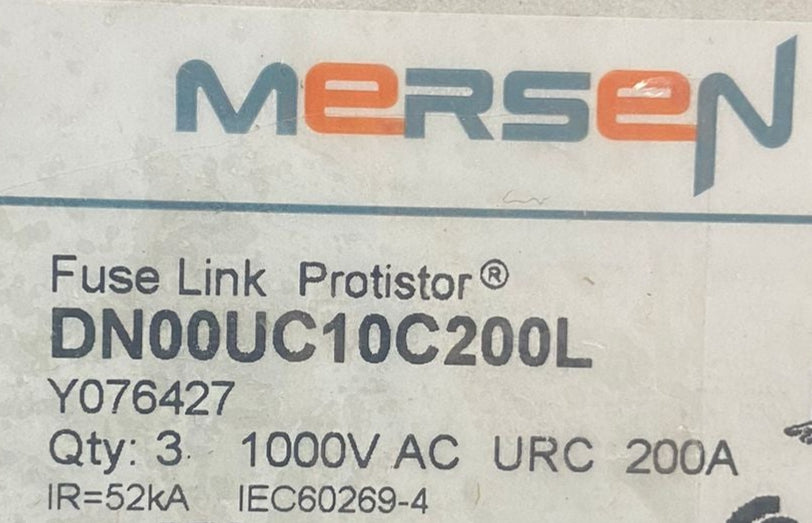 MERSEN
Fuse Link Protistor®
DN00UC10C200L
Y076427
Qty: 3 1000V AC URC 200A
IR=52kA IEC60269-4